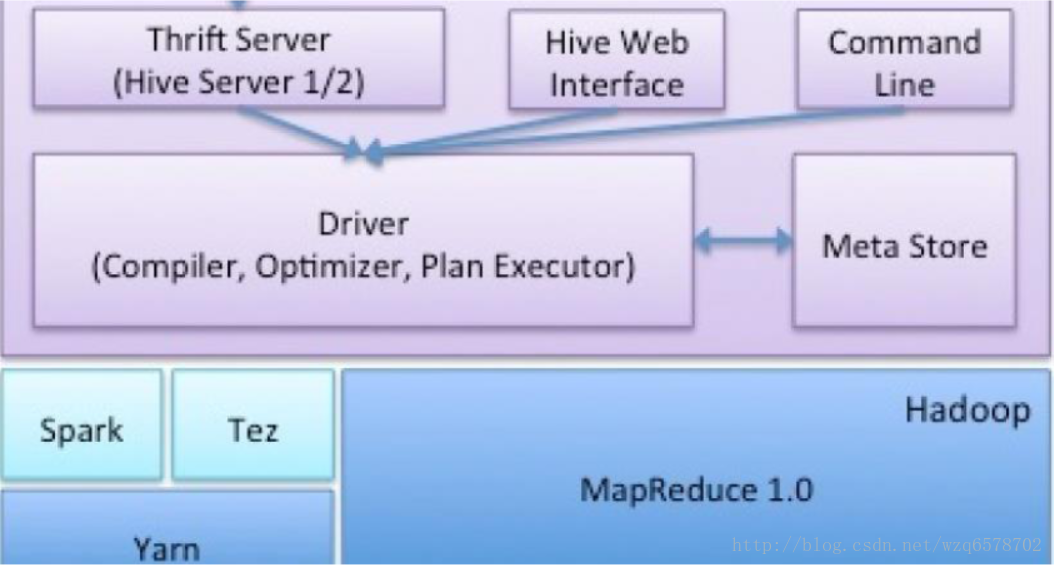 Thrift Server
(Hive Server 1/2)
Hive Web
Interface
Command
Line
Driver
(Compiler, Optimizer, Plan Executor)
Meta Store
Spark
Tez
Hadoop
MapReduce 1.0
Yarn
http://blog.csdn.net/wzq6578702